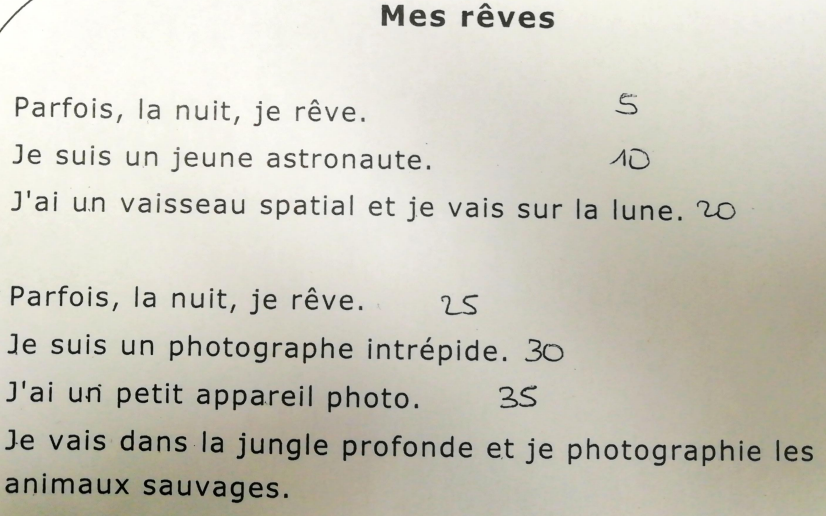 Mes rêves
Parfois, la nuit, je rêve. 5
Je suis un jeune astronaute. 10
J'ai un vaisseau spatial et je vais sur la lune. 20
Parfois, la nuit, je rêve. 25
Je suis un photographe intrépide. 30
J'ai un petit appareil photo. 35
Je vais dans la jungle profonde et je photographie les
animaux sauvages.